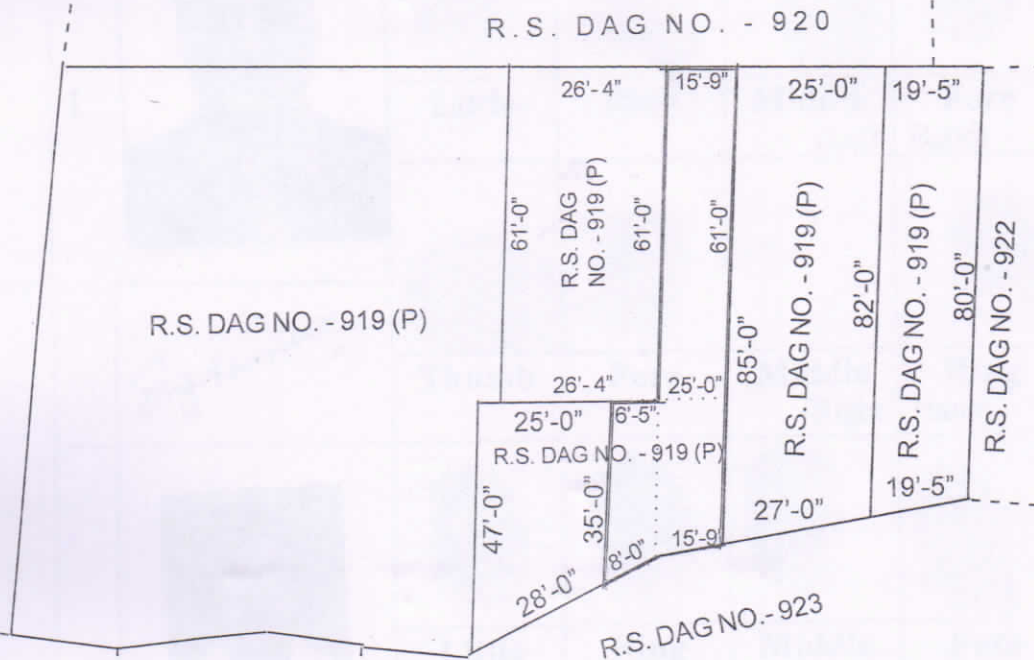 R.S. DAG NO. - 920
26'-4"
15'-9"
25'-0"
19'-5"
61'-0"
R.S. DAG
NO. - 919 (P)
61'-0"
61'-0"
85'-0"
R.S. DAG NO. - 919 (P)
82'-0"
R.S. DAG NO. - 919 (P)
80'-0"
R.S. DAG NO. - 922
R.S. DAG NO. - 919 (P)
26'-4"
25'-0"
25'-0"
6'-5"
R.S. DAG NO. - 919 (P)
47'-0"
35'-0"
28'-0"
8'-0"
15'-9"
27'-0"
19'-5"
R.S. DAG NO. - 923